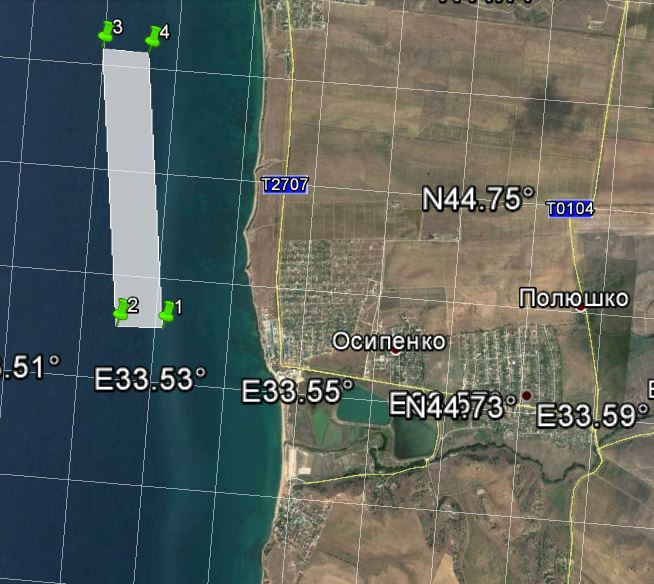 3
4
T2707
N44.75°
T0104
2
1
Полюшко
Осипенко
.51°
E33.53°
E33.55°
N44.73°
E33.59°